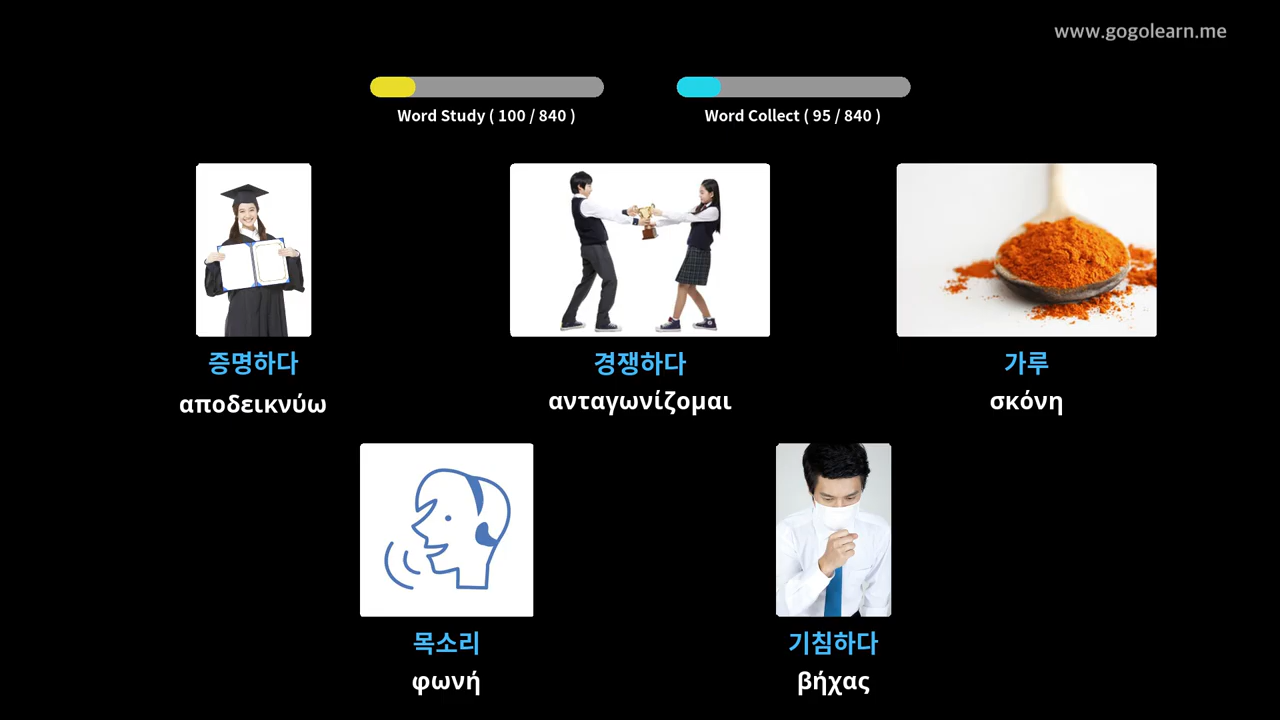 www.gogolearn.me
Word Study ( 100 / 840 )
Word Collect ( 95 / 840 )
증명하다
αποδεικνύω
경쟁하다
ανταγωνίζομαι
가루
σκόνη
목소리
φωνή
기침하다
βήχας